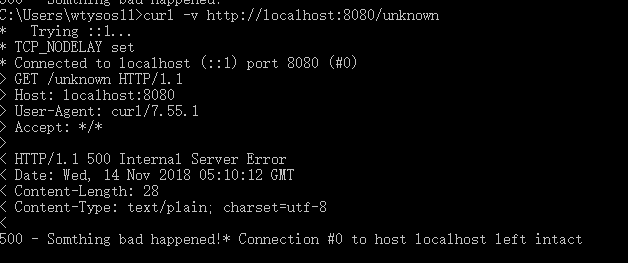 500 - Somthing bad happened!
C:\Users\wtysos11>curl -v http://localhost:8080/unknown
*   Trying ::1...
* TCP_NODELAY set
* Connected to localhost (::1) port 8080 (#0)
> GET /unknown HTTP/1.1
> Host: localhost:8080
> User-Agent: curl/7.55.1
> Accept: */*
>
< HTTP/1.1 500 Internal Server Error
< Date: Wed, 14 Nov 2018 05:10:12 GMT
< Content-Length: 28
< Content-Type: text/plain; charset=utf-8
<
500 - Somthing bad happened!* Connection #0 to host localhost left intact